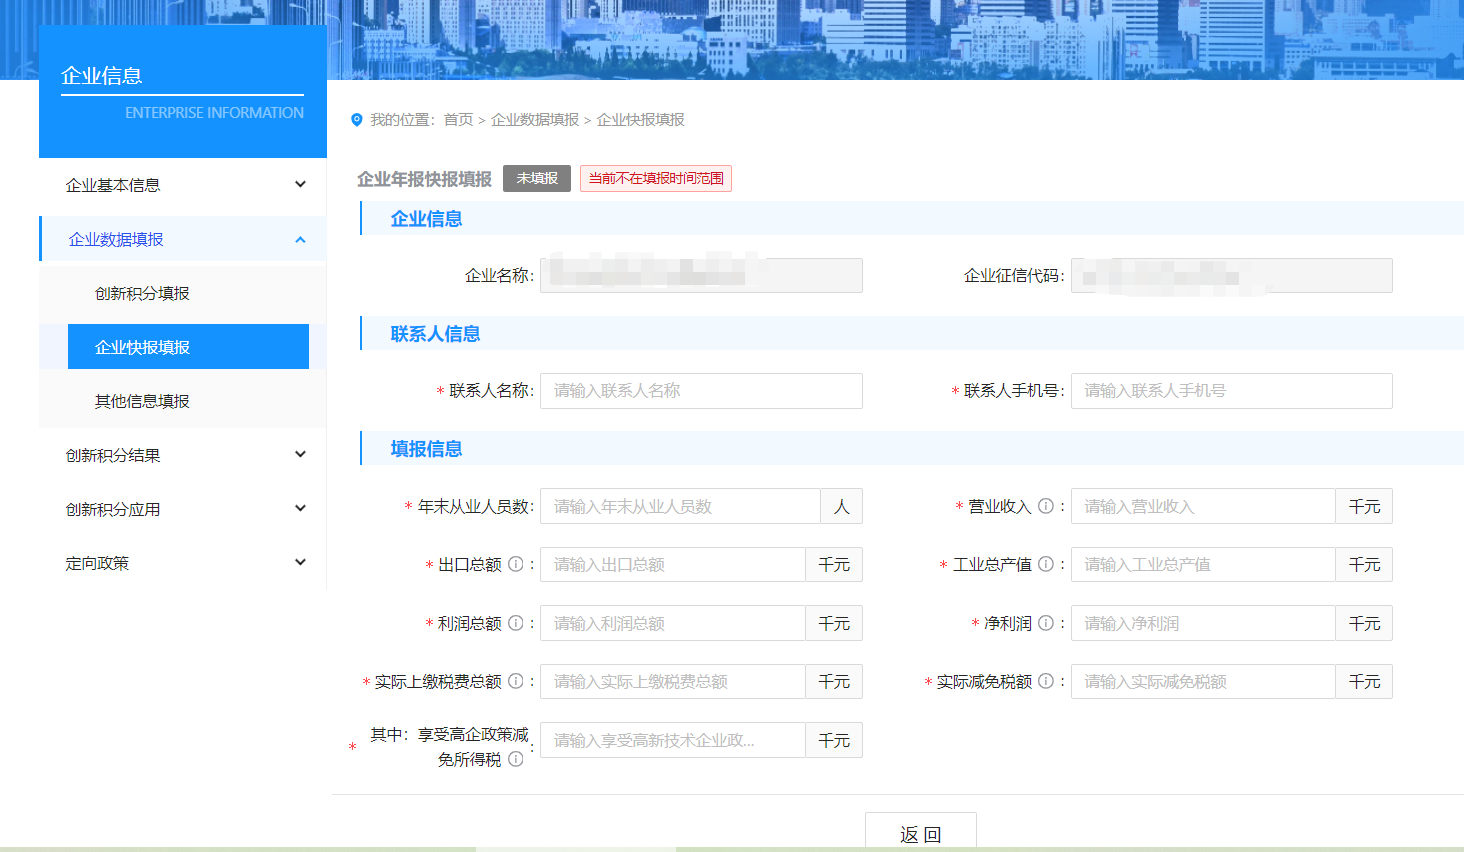 企业信息
ENTERPRISE INFORMATION
企业基本信息
企业数据填报
创新积分填报
企业快报填报
其他信息填报
创新积分结果
创新积分应用
定向政策
我的位置：首页 > 企业数据填报 > 企业快报填报
企业年报快报填报 未填报 当前不在填报时间范围
企业信息
企业名称: 企业征信代码:
联系人信息
* 联系人名称: 请输入联系人名称 * 联系人手机号: 请输入联系人手机号
填报信息
* 年末从业人员数: 请输入年末从业人员数 人 * 营业收入 : 请输入营业收入 千元
* 出口总额 : 请输入出口总额 千元 * 工业总产值 : 请输入工业总产值 千元
* 利润总额 : 请输入利润总额 千元 * 净利润 : 请输入净利润 千元
* 实际上缴税费总额 : 请输入实际上缴税费总额 千元 * 实际减免税额 : 请输入实际减免税额 千元
* 其中：享受高企政策减
免所得税 : 请输入享受高新技术企业政... 千元
返 回